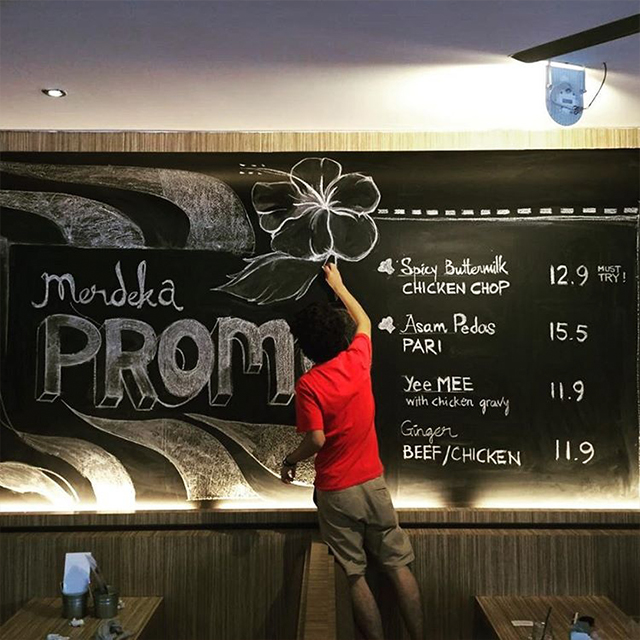 Merdeka
PROM
Spicy Buttermilk
CHICKEN CHOP
12.9
MUST
TRY!
Asam Pedas
PARI
15.5
Yee MEE
with chicken gravy
11.9
Ginger
BEEF/CHICKEN
11.9